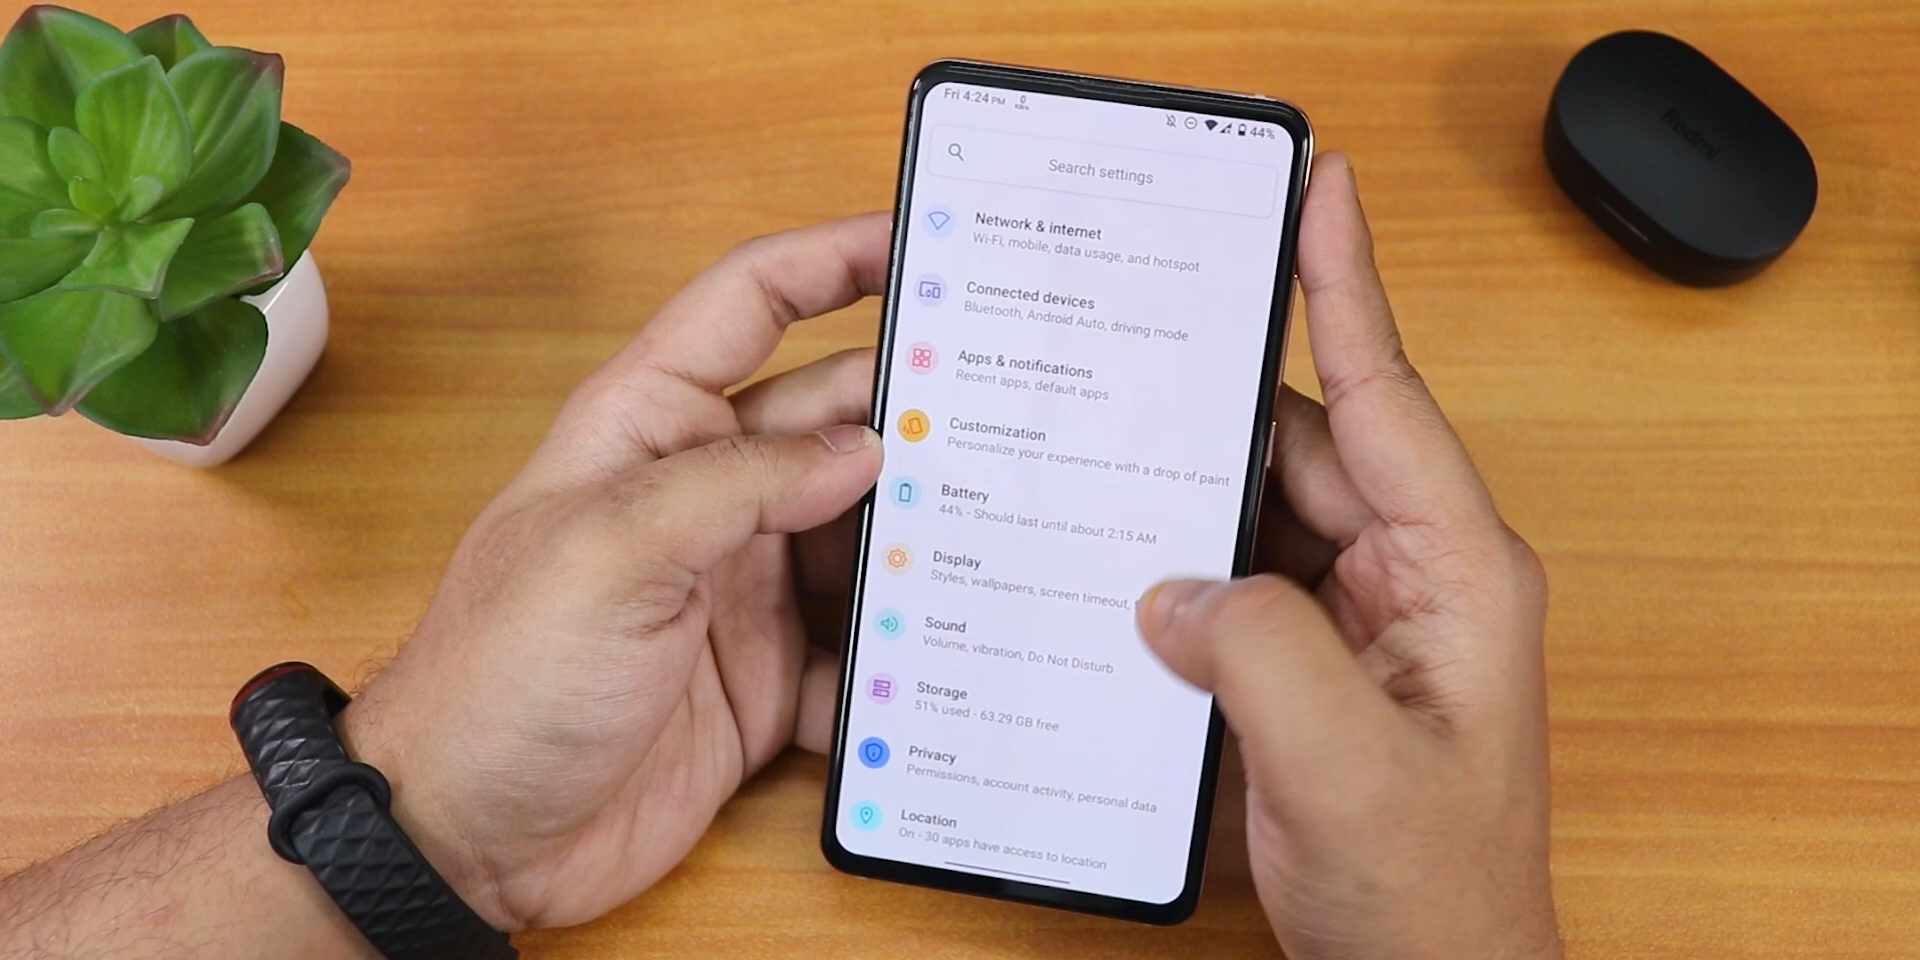 Fri 4:24 PM 0 KB/s 44%
Search settings
Network & internet
Wi-Fi, mobile, data usage, and hotspot
Connected devices
Bluetooth, Android Auto, driving mode
Apps & notifications
Recent apps, default apps
Customization
Personalize your experience with a drop of paint
Battery
44% - Should last until about 2:15 AM
Display
Styles, wallpapers, screen timeout,
Sound
Volume, vibration, Do Not Disturb
Storage
51% used - 63.29 GB free
Privacy
Permissions, account activity, personal data
Location
On - 30 apps have access to location
Redmi